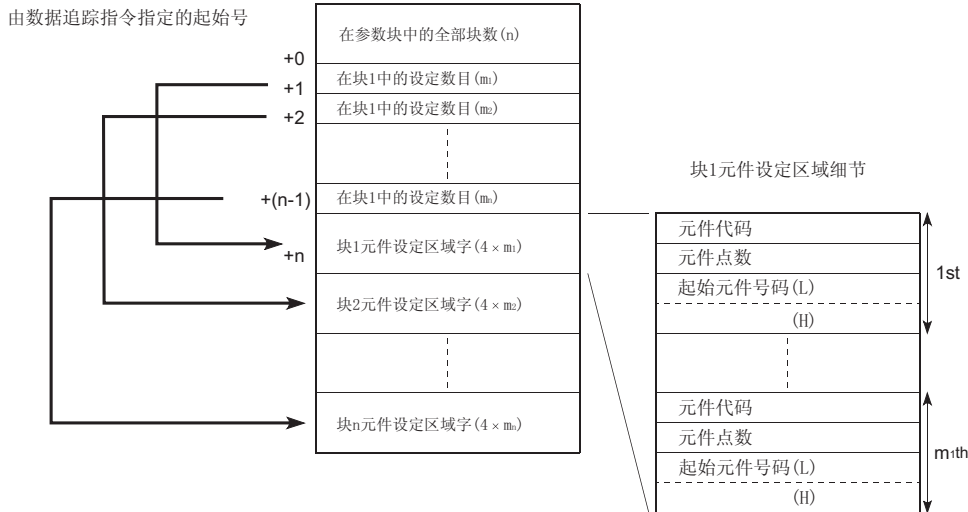 由数据追踪指令指定的起始号
在参数块中的全部块数(n)
+0
+1
在块1中的设定数目(m₁)
+2
在块1中的设定数目(m₂)
+(n-1)
在块1中的设定数目(mₙ)
+n
块1元件设定区域字(4×m₁)
块2元件设定区域字(4×m₂)
块n元件设定区域字(4×mₙ)
块1元件设定区域细节
元件代码
元件点数
起始元件号码(L)
(H)
1st
元件代码
元件点数
起始元件号码(L)
(H)
m₁th